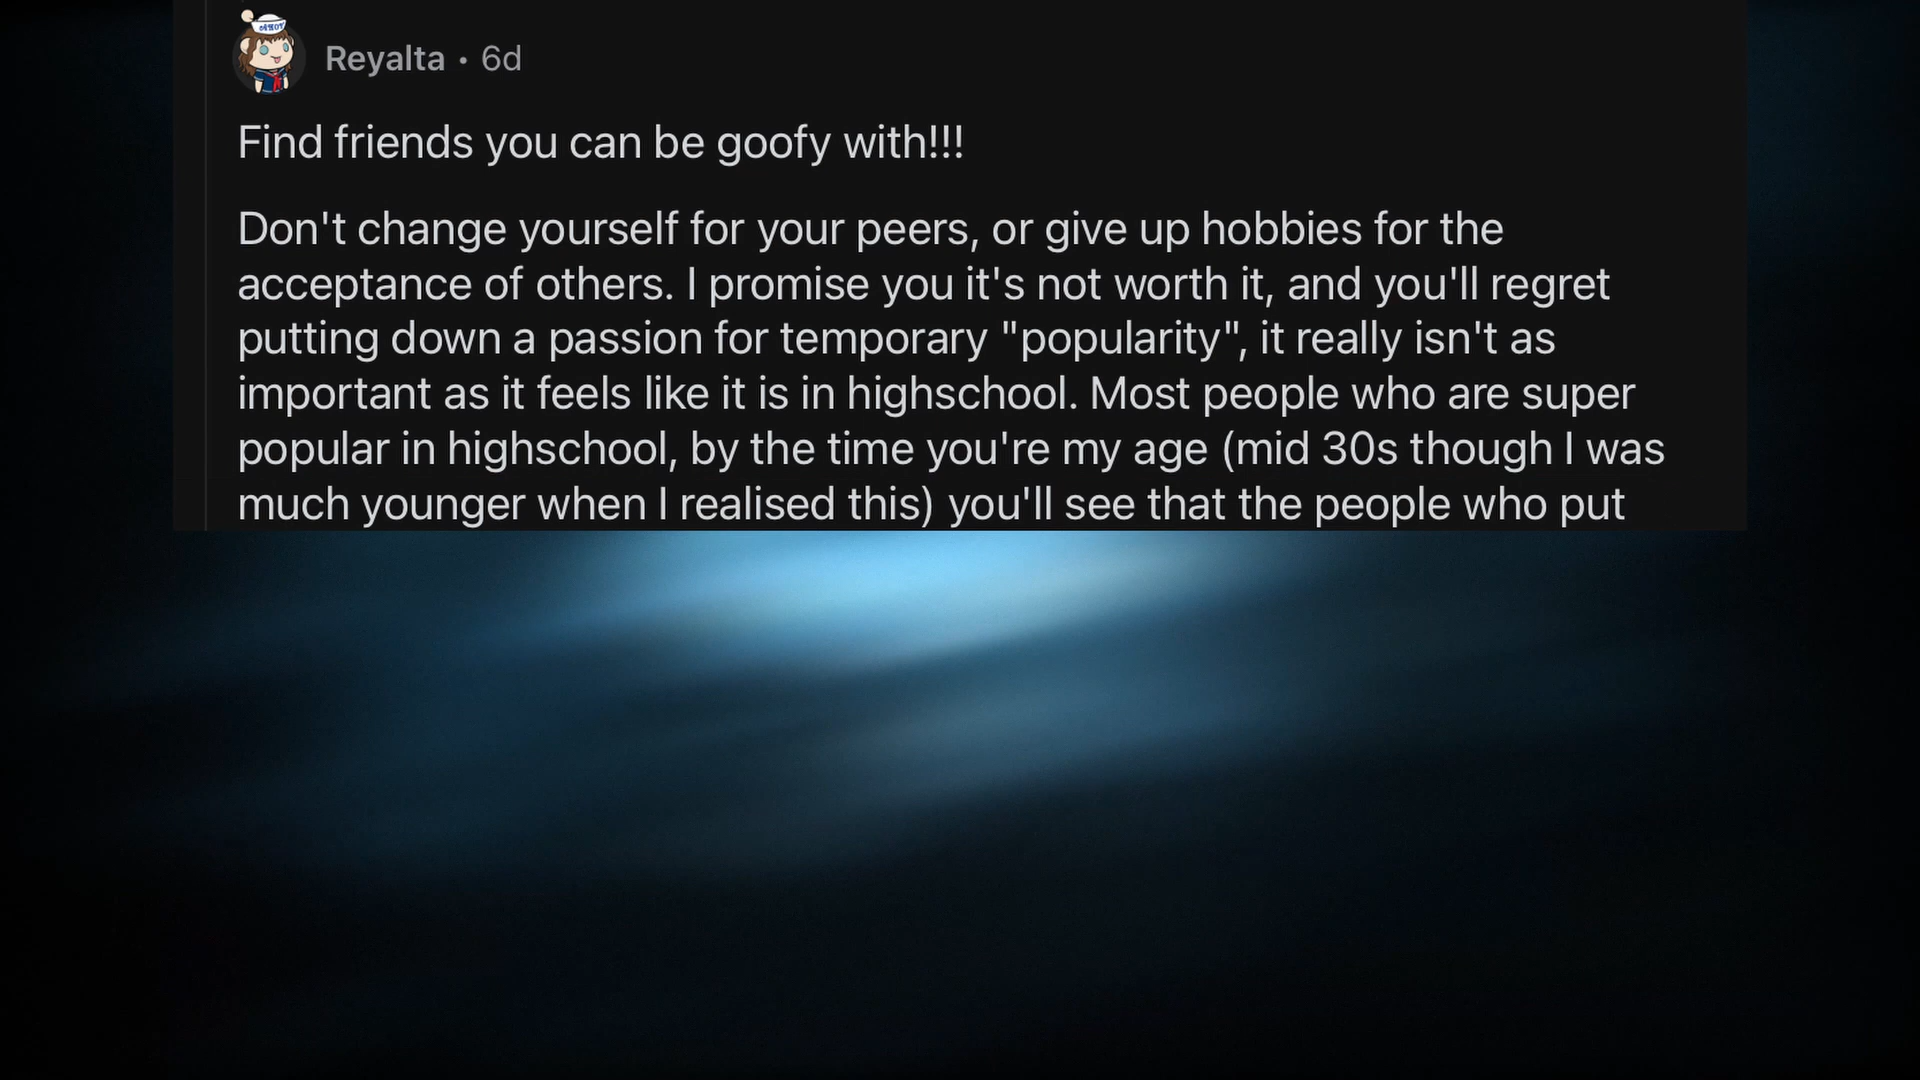 AHOY
Reyalta • 6d
Find friends you can be goofy with!!!
Don't change yourself for your peers, or give up hobbies for the
acceptance of others. I promise you it's not worth it, and you'll regret
putting down a passion for temporary "popularity", it really isn't as
important as it feels like it is in highschool. Most people who are super
popular in highschool, by the time you're my age (mid 30s though I was
much younger when I realised this) you'll see that the people who put